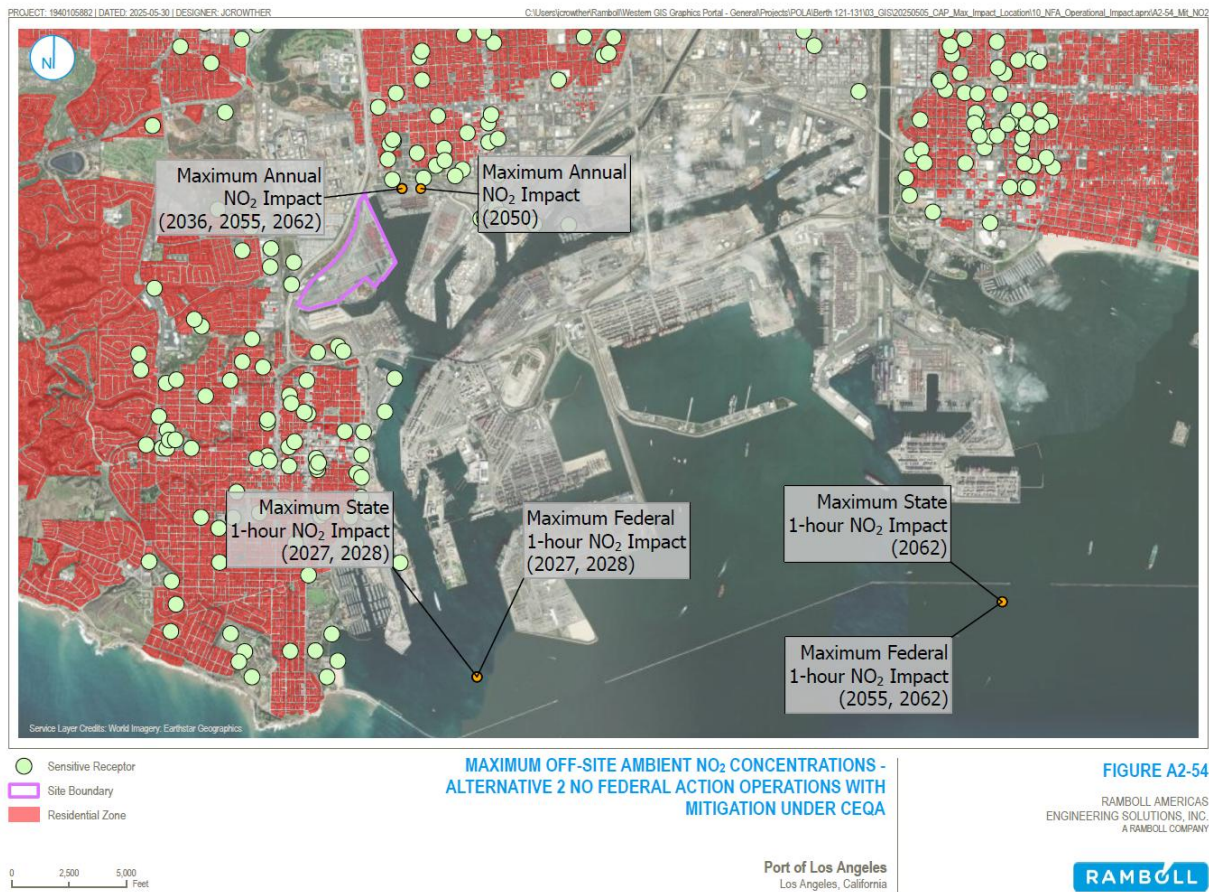 PROJECT: 1940105882 | DATED: 2025-05-30 | DESIGNER: JCROWTHER
C:\Users\jcrowther\Ramboll\Western GIS Graphics Portal - General\Projects\POLA\Berth 121-131\03_GIS\20250505_CAP_Max_Impact_Location\10_NFA_Operational_Impact.aprx\A2-54_Mit_NO2
N
Maximum Annual
NO₂ Impact
(2036, 2055, 2062)
Maximum Annual
NO₂ Impact
(2050)
Maximum State
1-hour NO₂ Impact
(2027, 2028)
Maximum Federal
1-hour NO₂ Impact
(2027, 2028)
Maximum State
1-hour NO₂ Impact
(2062)
Maximum Federal
1-hour NO₂ Impact
(2055, 2062)
Service Layer Credits: World Imagery: Earthstar Geographics
Sensitive Receptor
Site Boundary
Residential Zone
0 2,500 5,000
Feet
MAXIMUM OFF-SITE AMBIENT NO₂ CONCENTRATIONS -
ALTERNATIVE 2 NO FEDERAL ACTION OPERATIONS WITH
MITIGATION UNDER CEQA
Port of Los Angeles
Los Angeles, California
FIGURE A2-54
RAMBOLL AMERICAS
ENGINEERING SOLUTIONS, INC.
A RAMBOLL COMPANY
RAMBOLL